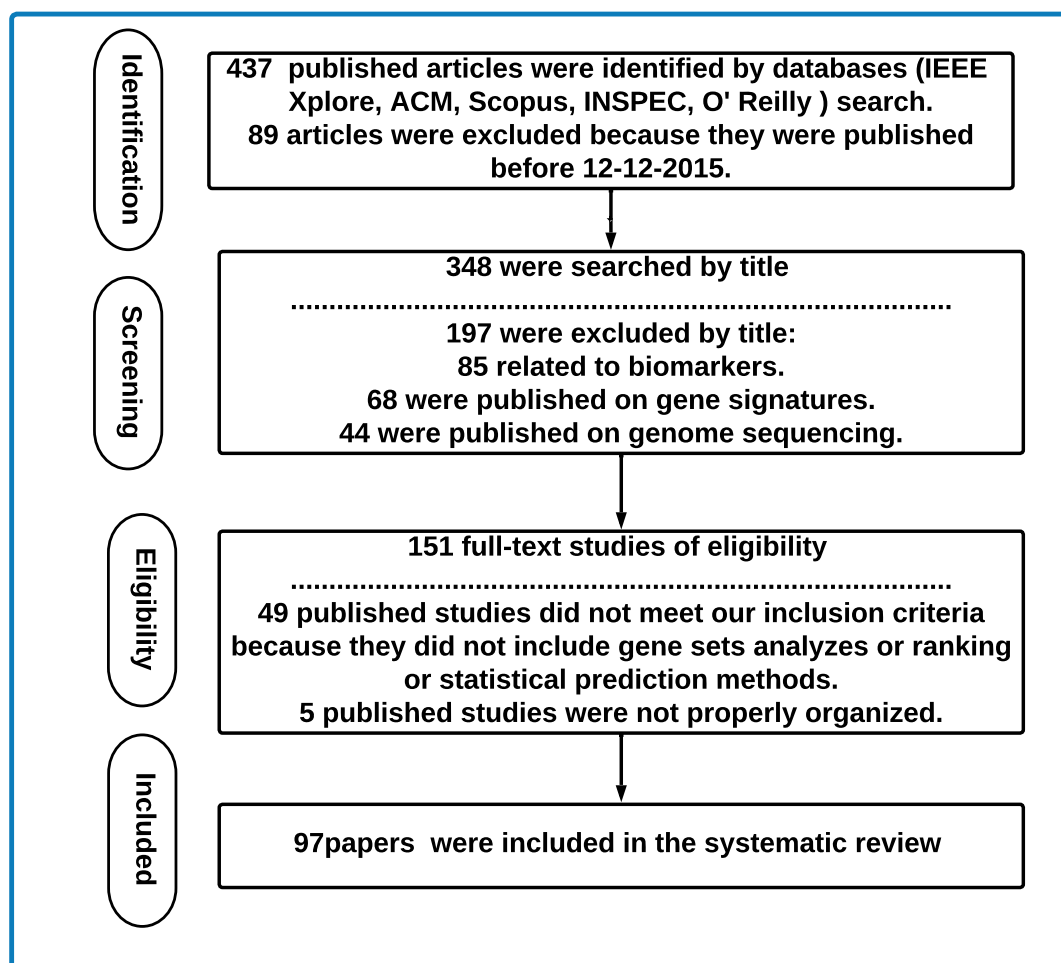 Identification
437 published articles were identified by databases (IEEE
Xplore, ACM, Scopus, INSPEC, O' Reilly ) search.
89 articles were excluded because they were published
before 12-12-2015.
Screening
348 were searched by title
................................................................................
197 were excluded by title:
85 related to biomarkers.
68 were published on gene signatures.
44 were published on genome sequencing.
Eligibility
151 full-text studies of eligibility
................................................................................
49 published studies did not meet our inclusion criteria
because they did not include gene sets analyzes or ranking
or statistical prediction methods.
5 published studies were not properly organized.
Included
97papers were included in the systematic review